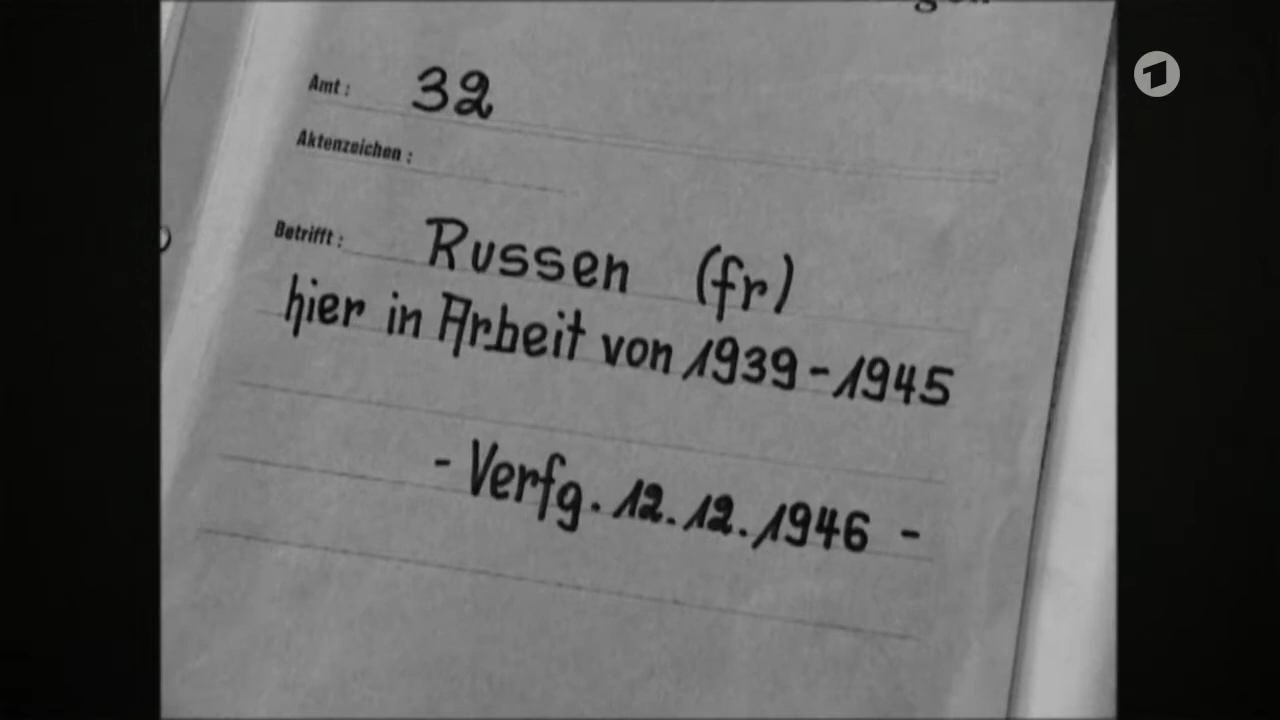 Amt: 32
Aktenzeichen:
Betrifft: Russen (fr)
hier in Arbeit von 1939-1945
- Verfg. 12.12.1946 -